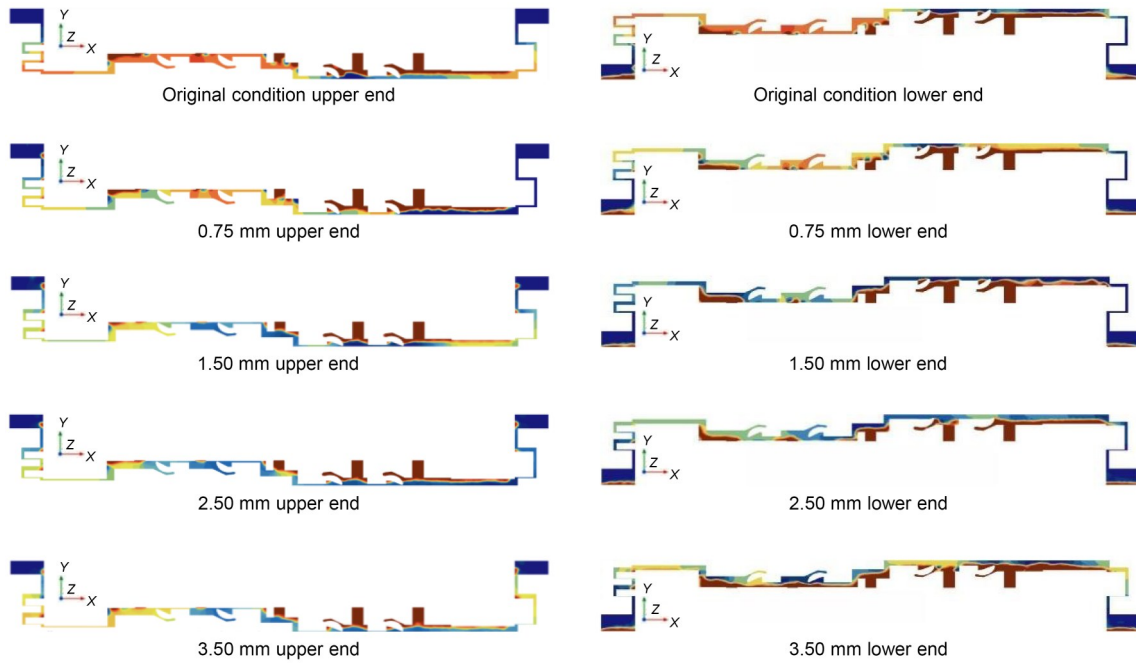 Y
Z
X
Original condition upper end
Y
Z
X
Original condition lower end
Y
Z
X
0.75 mm upper end
Y
Z
X
0.75 mm lower end
Y
Z
X
1.50 mm upper end
Y
Z
X
1.50 mm lower end
Y
Z
X
2.50 mm upper end
Y
Z
X
2.50 mm lower end
Y
Z
X
3.50 mm upper end
Y
Z
X
3.50 mm lower end